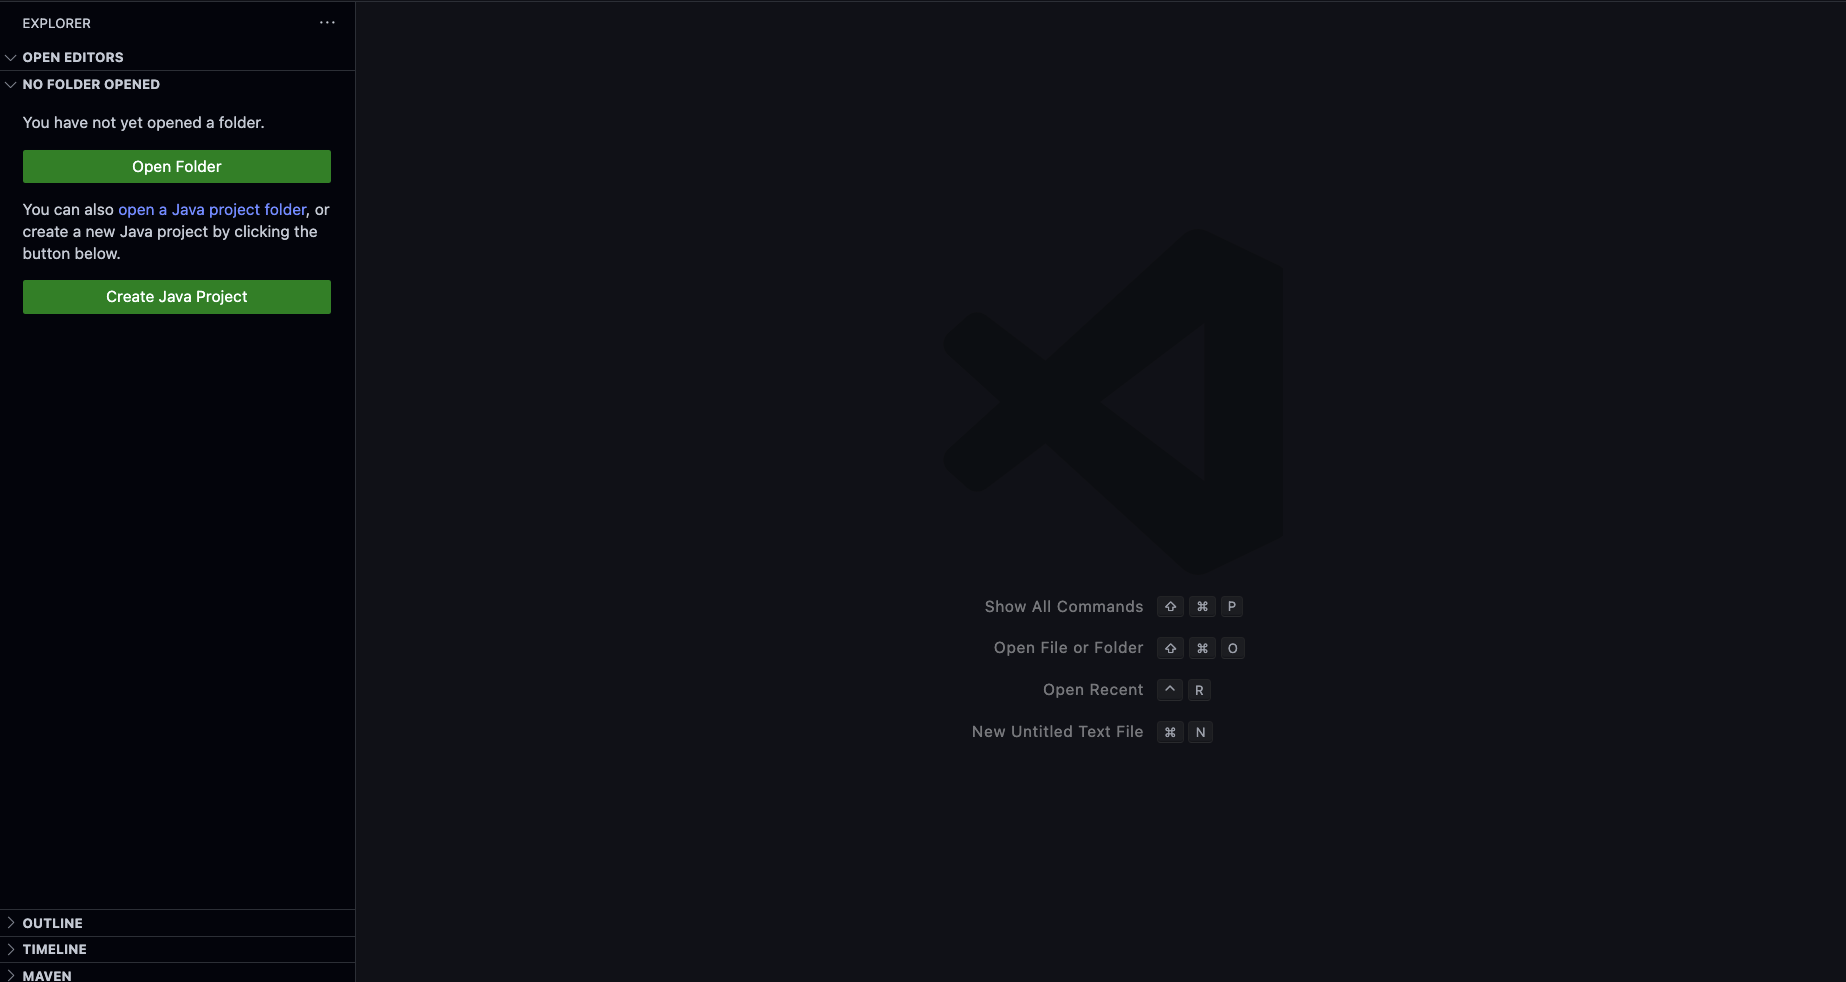 EXPLORER
OPEN EDITORS
NO FOLDER OPENED
You have not yet opened a folder.
Open Folder
You can also open a Java project folder, or
create a new Java project by clicking the
button below.
Create Java Project
OUTLINE
TIMELINE
MAVEN
Show All Commands ⇧ ⌘ P
Open File or Folder ⇧ ⌘ O
Open Recent ^ R
New Untitled Text File ⌘ N